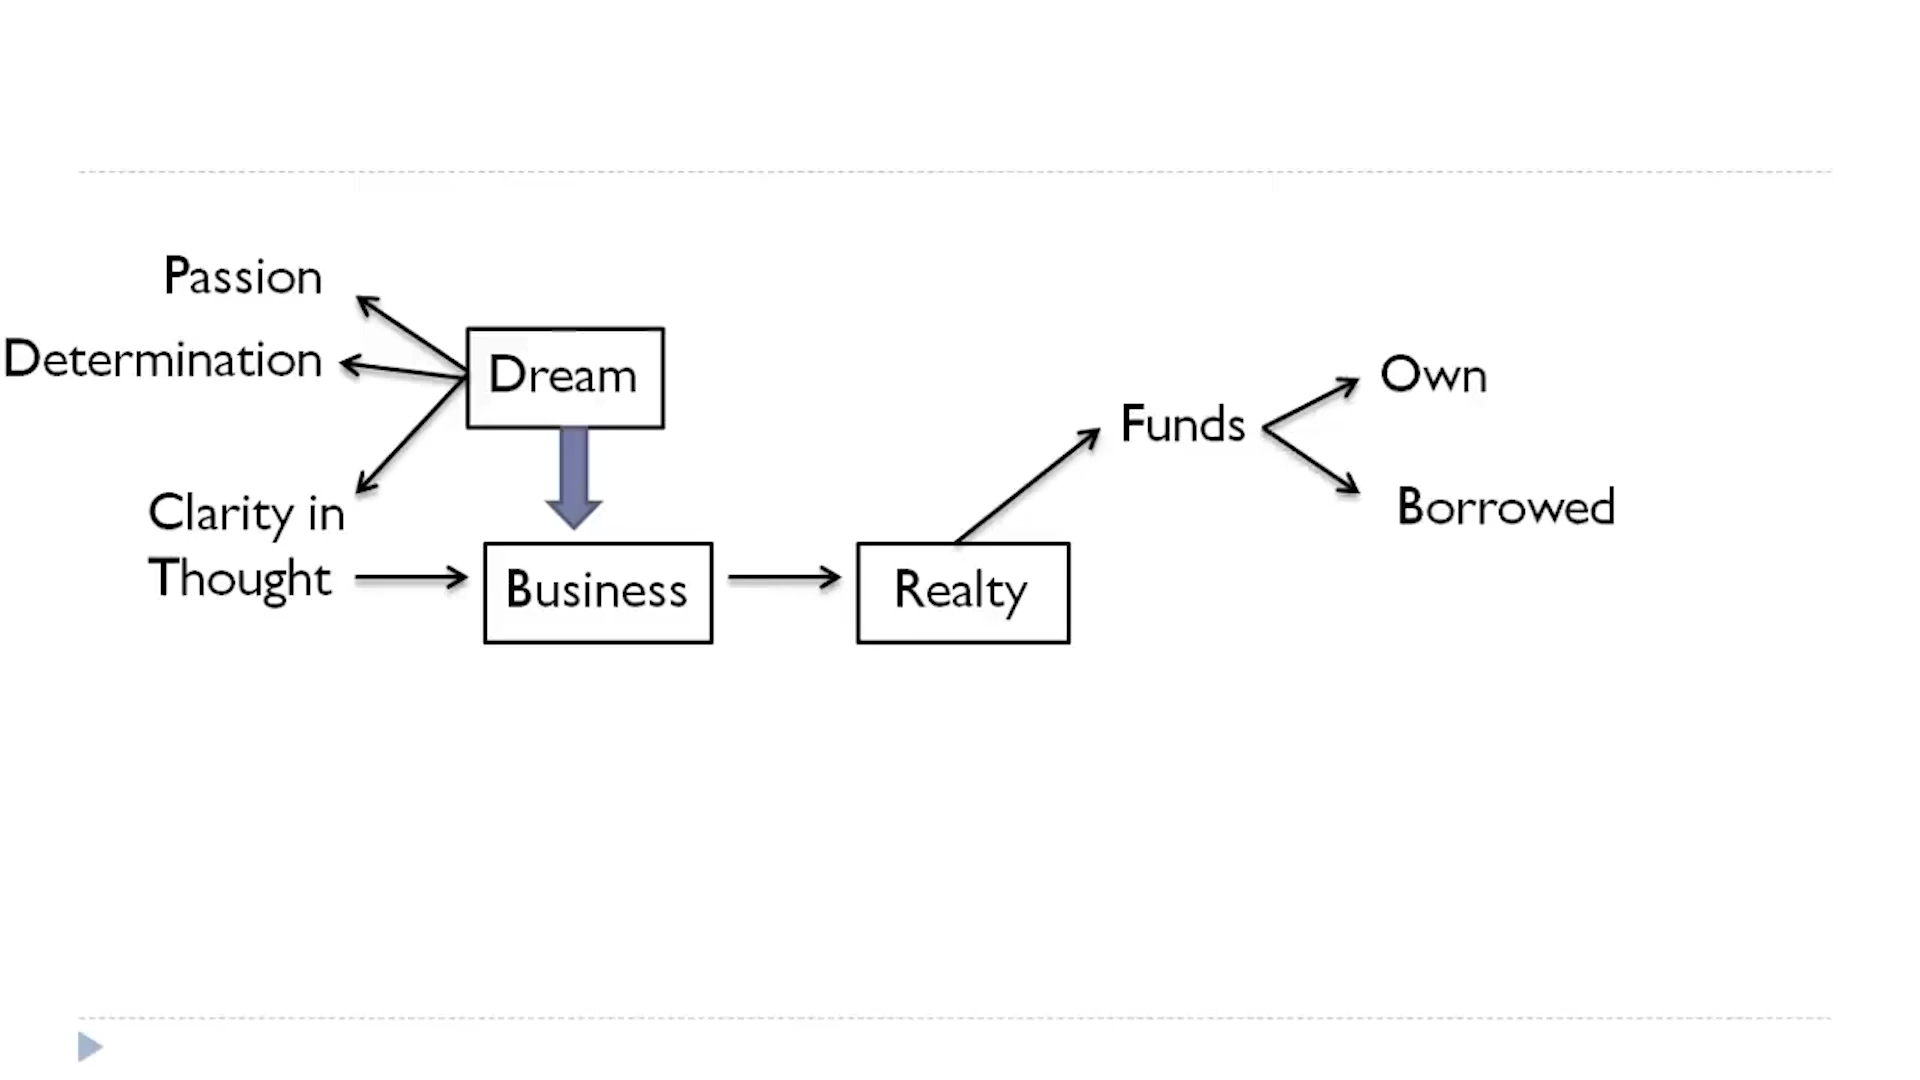 Passion
Determination
Dream
Clarity in
Thought
Business
Realty
Funds
Own
Borrowed